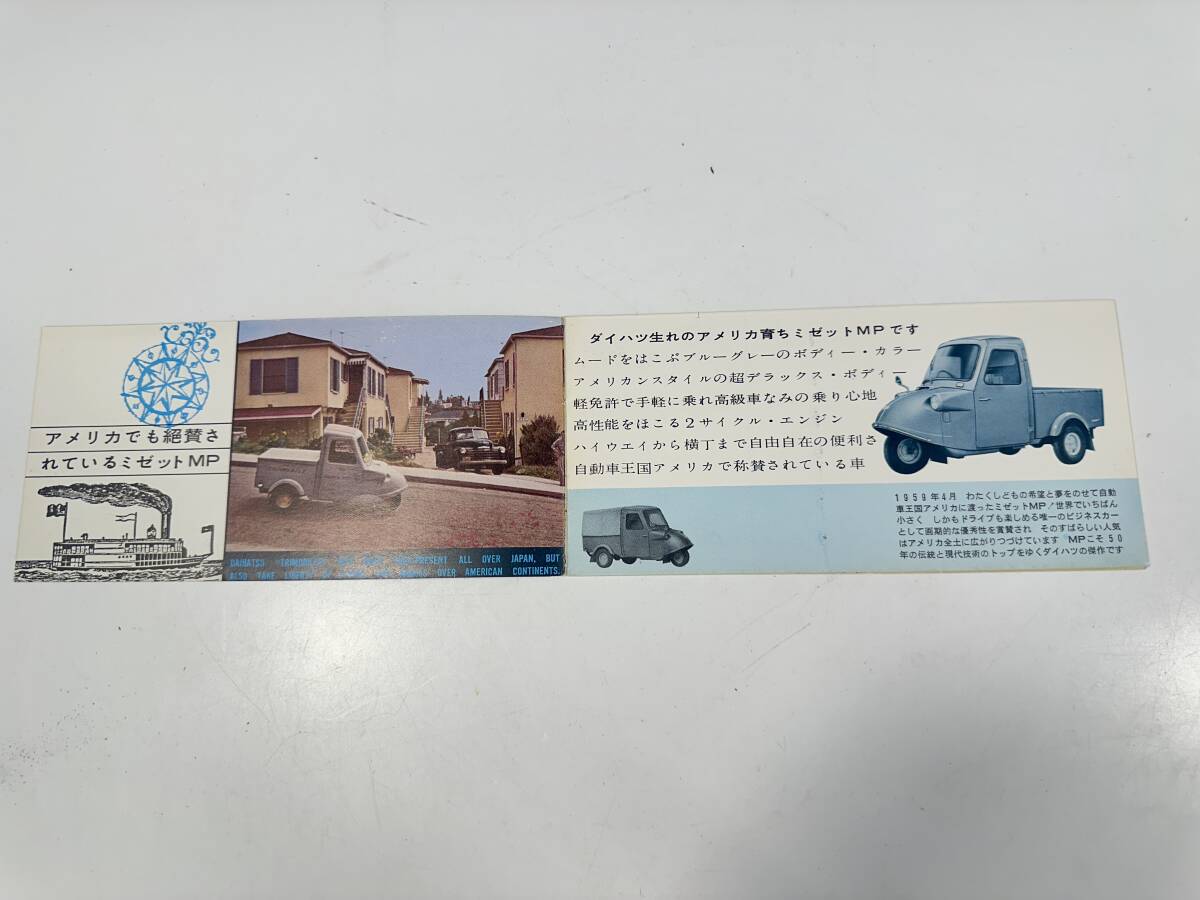 アメリカでも絶賛さ
れているミゼットMP
DAIHATSU "TRIMOBILES" PRESENT ALL OVER JAPAN, BUT
ALSO TAKE OVER AMERICAN CONTINENTS.
ダイハツ生れのアメリカ育ちミゼットMPです
ムードをはこぶブルーグレーのボディー・カラー
アメリカンスタイルの超デラックス・ボディー
軽免許で手軽に乗れ高級車なみの乗り心地
高性能をほこる2サイクル・エンジン
ハイウエイから横丁まで自由自在の便利さ
自動車王国アメリカで称賛されている車
1959年4月 わたくしどもの希望と夢をのせて自動
車王国アメリカに渡ったミゼットMP!世界でいちばん
小さく しかもドライブも楽しめる唯一のビジネスカー
として画期的な優秀性を賞賛され そのすばらしい人気
はアメリカ全土に広がりつづけています MPこそ50
年の伝統と現代技術のトップをゆくダイハツの傑作です